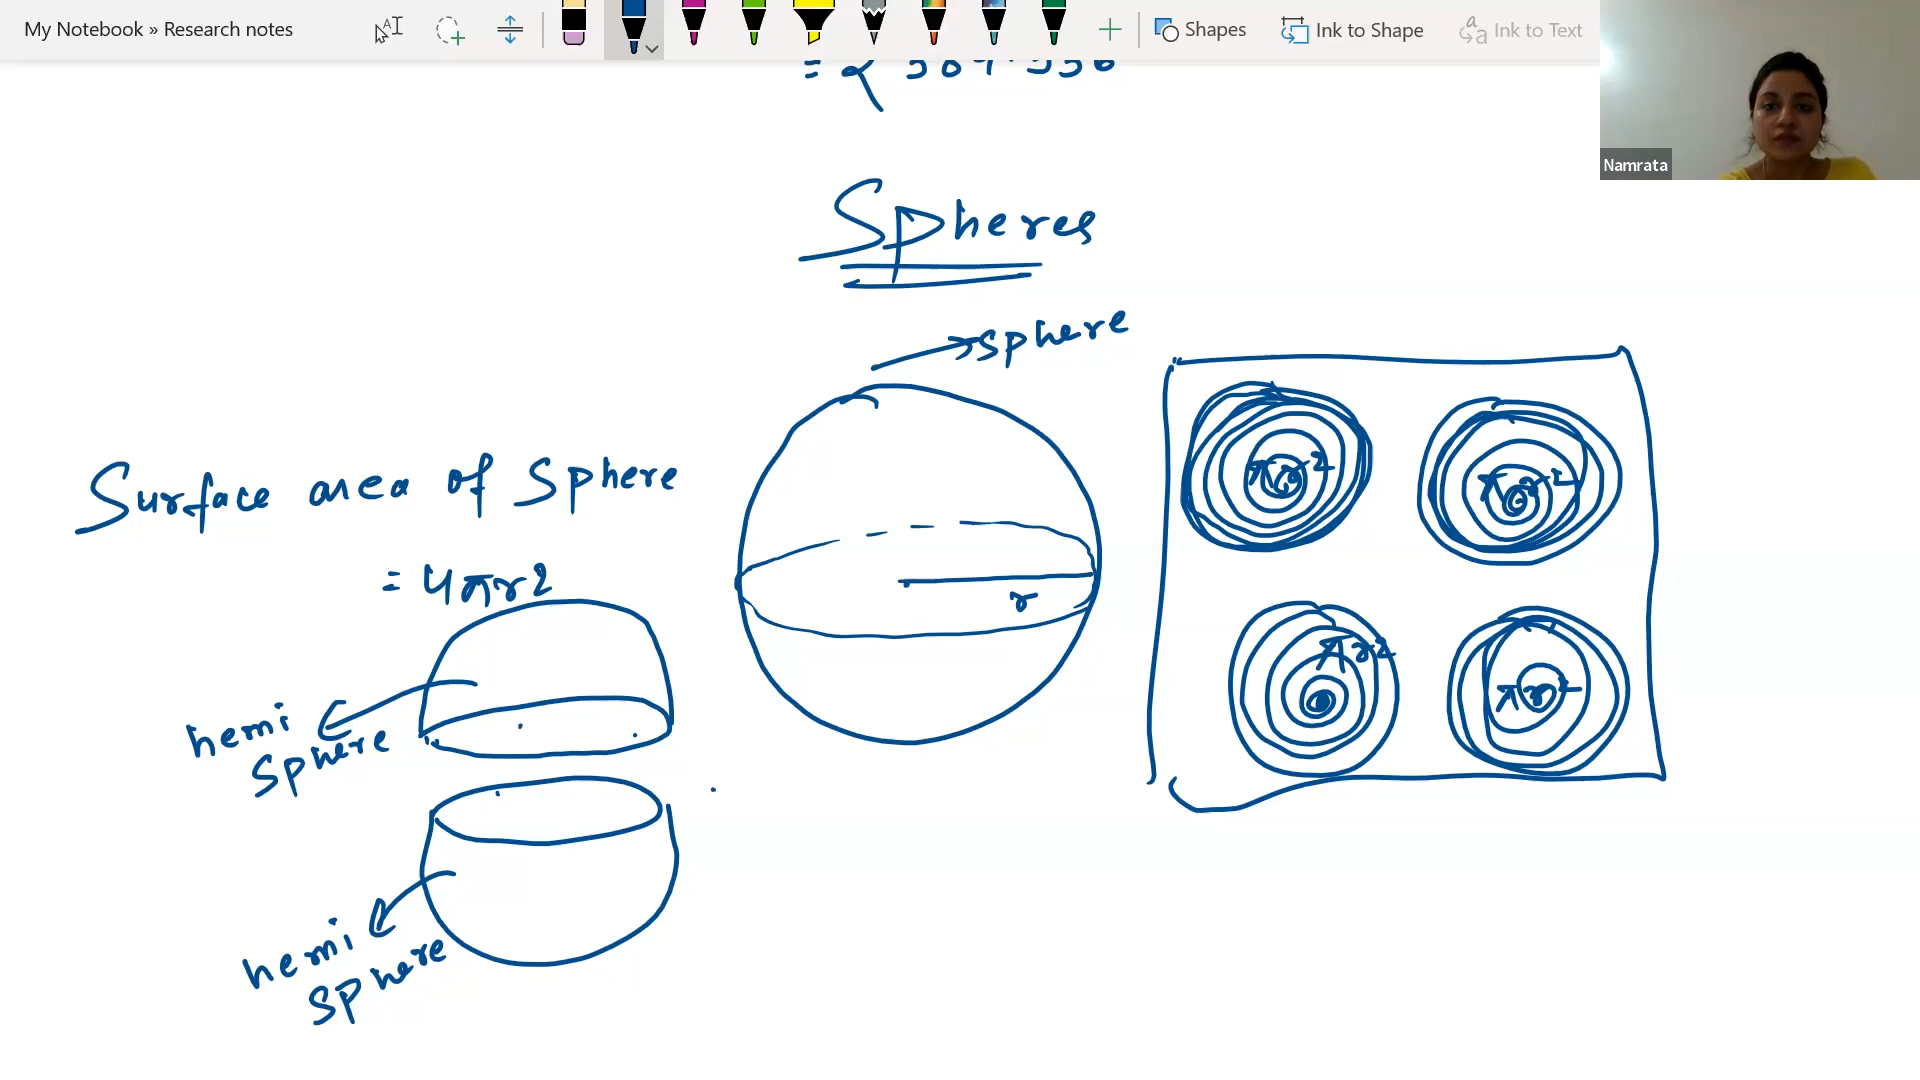 My Notebook » Research notes
Shapes
Ink to Shape
Ink to Text
Namrata
Spheres
sphere
Surface area of Sphere
= 4πr2
r
πr2
πr2
πr2
πr2
hemi
sphere
hemi
sphere